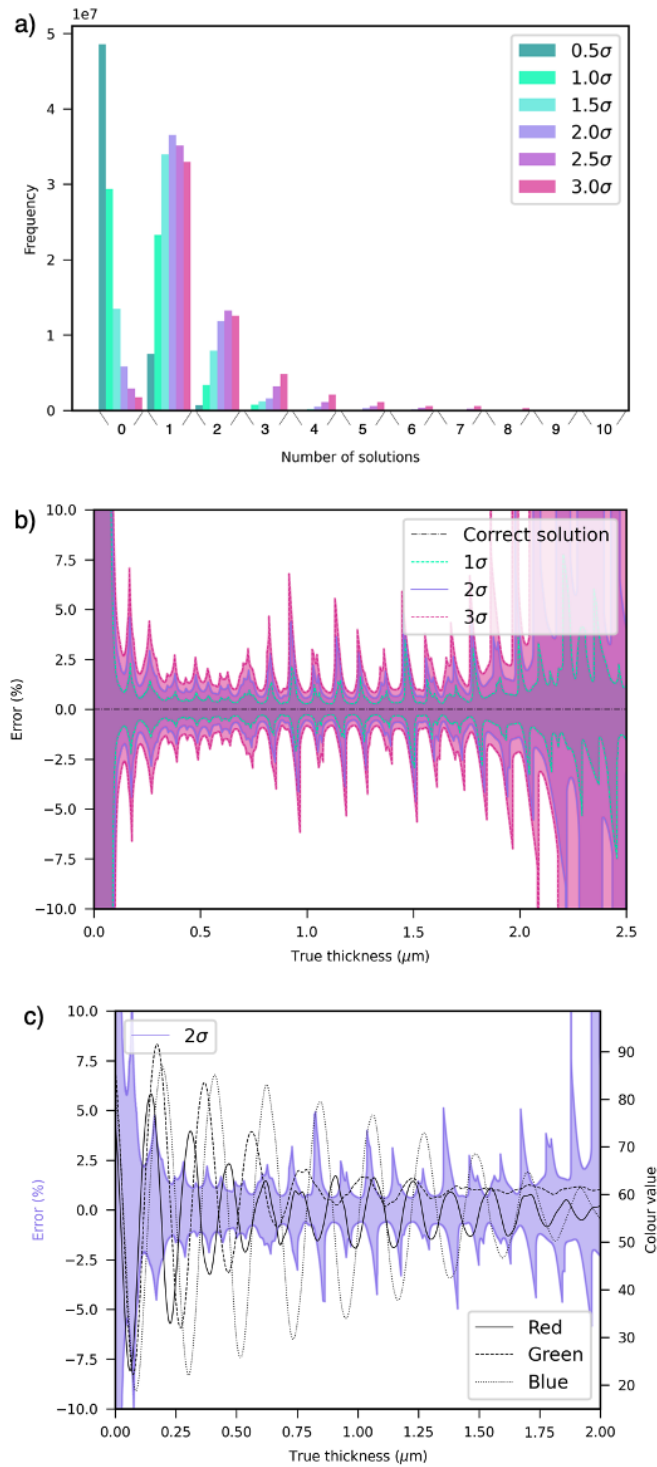 a)
1e7
5
4
3
2
1
0
Frequency
0.5σ
1.0σ
1.5σ
2.0σ
2.5σ
3.0σ
0 1 2 3 4 5 6 7 8 9 10
Number of solutions
b)
10.0
7.5
5.0
2.5
0.0
−2.5
−5.0
−7.5
−10.0
Error (%)
Correct solution
1σ
2σ
3σ
0.0 0.5 1.0 1.5 2.0 2.5
True thickness (μm)
c)
10.0
7.5
5.0
2.5
0.0
−2.5
−5.0
−7.5
−10.0
Error (%)
2σ
90
80
70
60
50
40
30
20
Colour value
Red
Green
Blue
0.00 0.25 0.50 0.75 1.00 1.25 1.50 1.75 2.00
True thickness (μm)